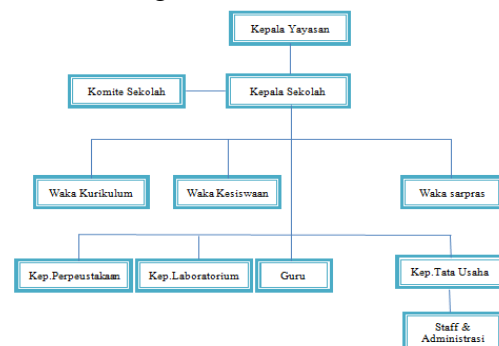 Kepala Yayasan
Komite Sekolah
Kepala Sekolah
Waka Kurikulum
Waka Kesiswaan
Waka sarpras
Kep.Perpeustakaan
Kep.Laboratorium
Guru
Kep.Tata Usaha
Staff &
Administrasi